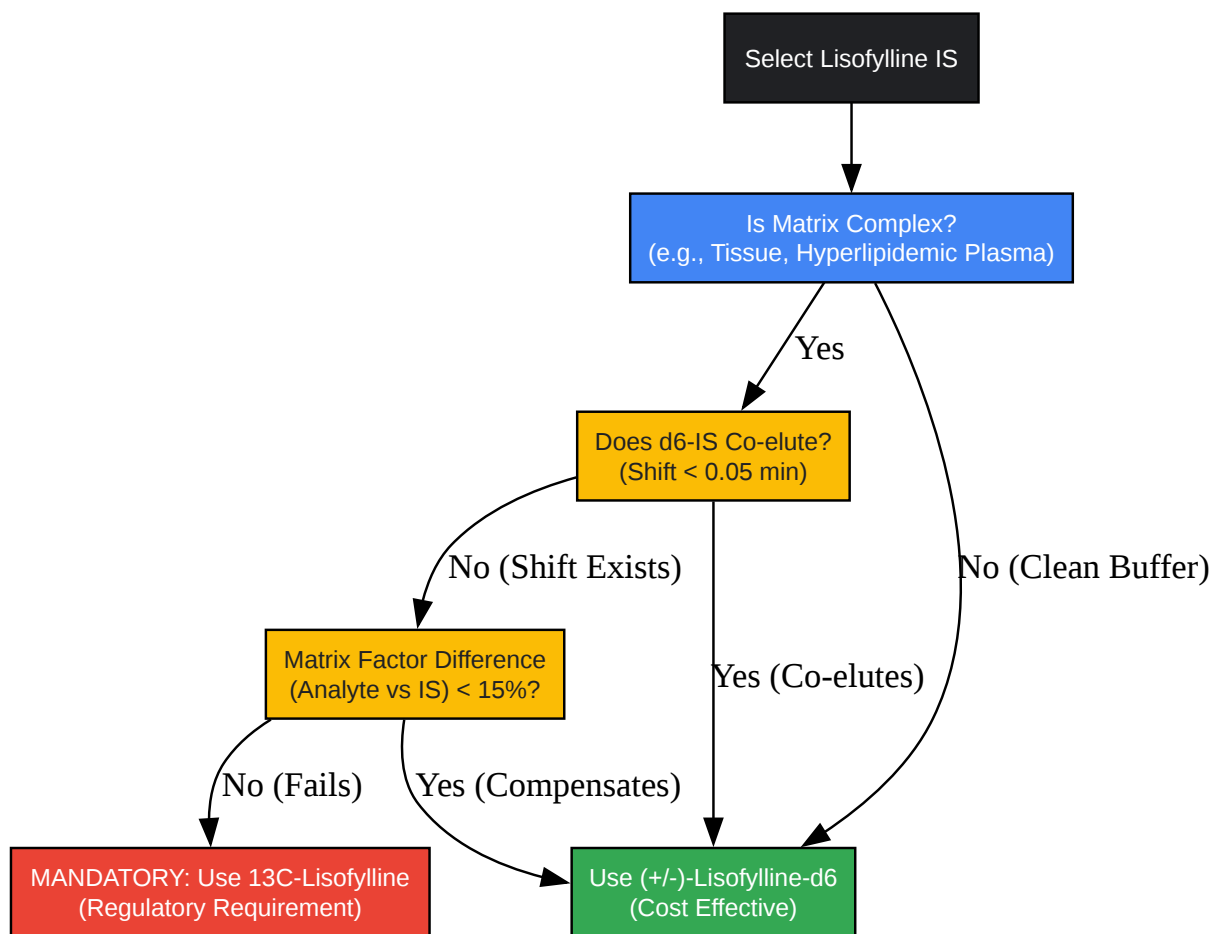 Select Lisofylline IS
Is Matrix Complex?
(e.g., Tissue, Hyperlipidemic Plasma)
Yes
Does d6-IS Co-elute?
(Shift < 0.05 min)
No (Shift Exists)
No (Clean Buffer)
Matrix Factor Difference
(Analyte vs IS) < 15%?
Yes (Co-elutes)
No (Fails)
Yes (Compensates)
MANDATORY: Use 13C-Lisofylline
(Regulatory Requirement)
Use (+/-)-Lisofylline-d6
(Cost Effective)